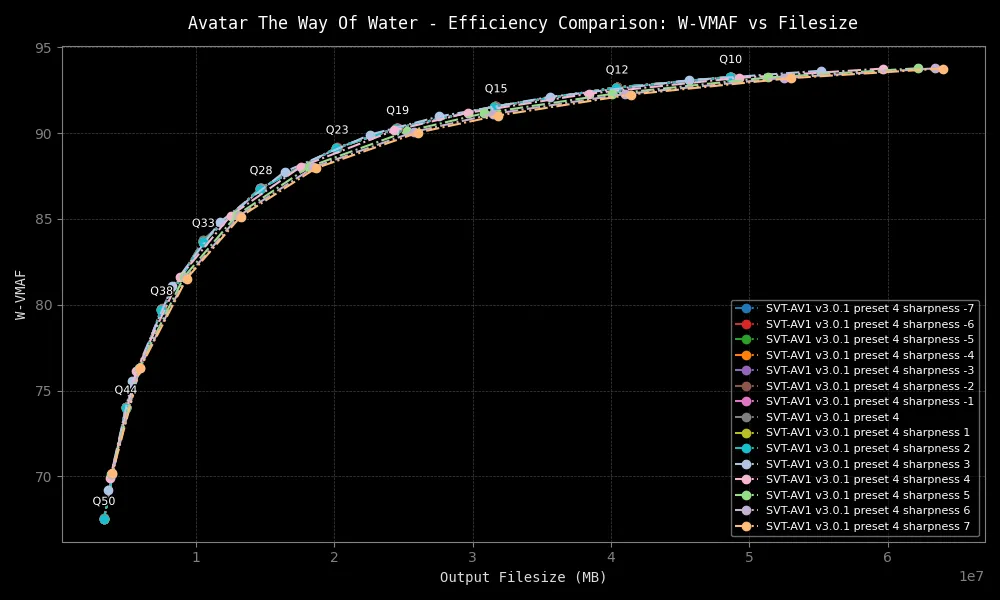 Avatar The Way Of Water - Efficiency Comparison: W-VMAF vs Filesize
95
90
85
80
75
70
W-VMAF
Q10
Q12
Q15
Q19
Q23
Q28
Q33
Q38
Q44
Q50
SVT-AV1 v3.0.1 preset 4 sharpness -7
SVT-AV1 v3.0.1 preset 4 sharpness -6
SVT-AV1 v3.0.1 preset 4 sharpness -5
SVT-AV1 v3.0.1 preset 4 sharpness -4
SVT-AV1 v3.0.1 preset 4 sharpness -3
SVT-AV1 v3.0.1 preset 4 sharpness -2
SVT-AV1 v3.0.1 preset 4 sharpness -1
SVT-AV1 v3.0.1 preset 4
SVT-AV1 v3.0.1 preset 4 sharpness 1
SVT-AV1 v3.0.1 preset 4 sharpness 2
SVT-AV1 v3.0.1 preset 4 sharpness 3
SVT-AV1 v3.0.1 preset 4 sharpness 4
SVT-AV1 v3.0.1 preset 4 sharpness 5
SVT-AV1 v3.0.1 preset 4 sharpness 6
SVT-AV1 v3.0.1 preset 4 sharpness 7
1 2 3 4 5 6
1e7
Output Filesize (MB)